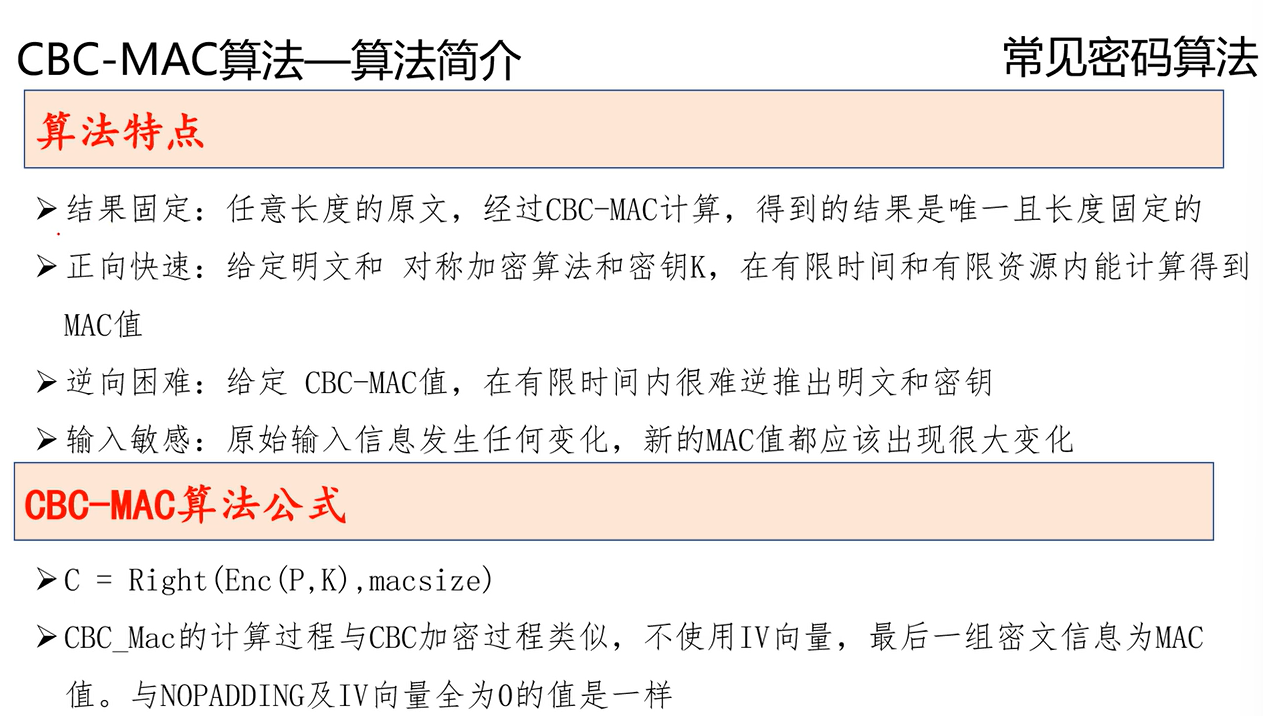 CBC-MAC算法—算法简介
常见密码算法
算法特点
➢结果固定：任意长度的原文，经过CBC-MAC计算，得到的结果是唯一且长度固定的
➢正向快速：给定明文和 对称加密算法和密钥K，在有限时间和有限资源内能计算得到
MAC值
➢逆向困难：给定 CBC-MAC值，在有限时间内很难逆推出明文和密钥
➢输入敏感：原始输入信息发生任何变化，新的MAC值都应该出现很大变化
CBC-MAC算法公式
➢C = Right(Enc(P,K),macsize)
➢CBC_Mac的计算过程与CBC加密过程类似，不使用IV向量，最后一组密文信息为MAC
值。与NOPADDING及IV向量全为0的值是一样